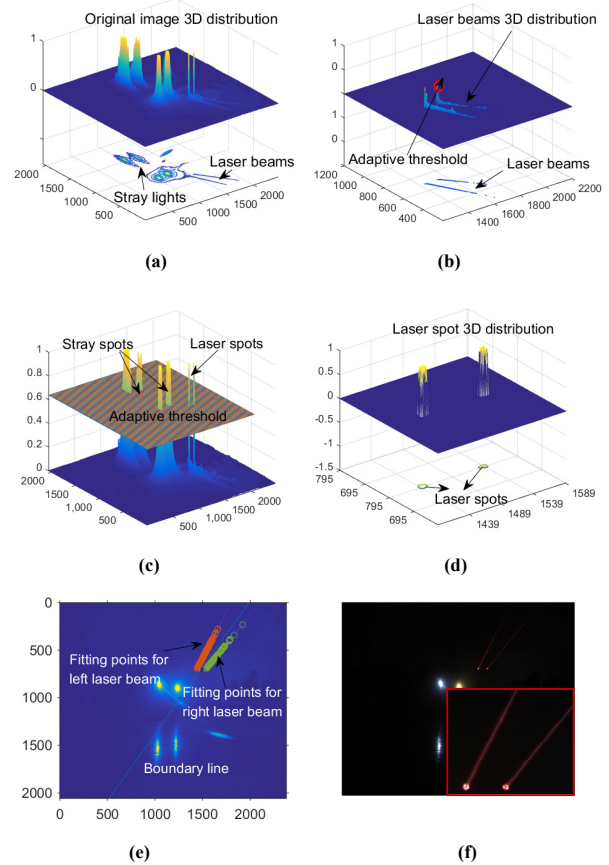 Original image 3D distribution
1
0
2000
1500
1000
500
500
1000
1500
2000
Stray lights
Laser beams
(a)
Laser beams 3D distribution
1
0
1
0
1200
1000
800
600
400
1400
1600
1800
2000
2200
Adaptive threshold
Laser beams
(b)
Stray spots
Laser spots
Adaptive threshold
1
0.8
0.6
0.4
0.2
0
2000
1500
1,000
500
500
1,000
1500
2000
(c)
Laser spot 3D distribution
1
0.5
0
-0.5
-1
-1.5
795
695
795
695
1439
1489
1539
1589
Laser spots
(d)
0
500
1000
1500
2000
0
500
1000
1500
2000
Fitting points for
left laser beam
Fitting points for
right laser beam
Boundary line
(e)
(f)